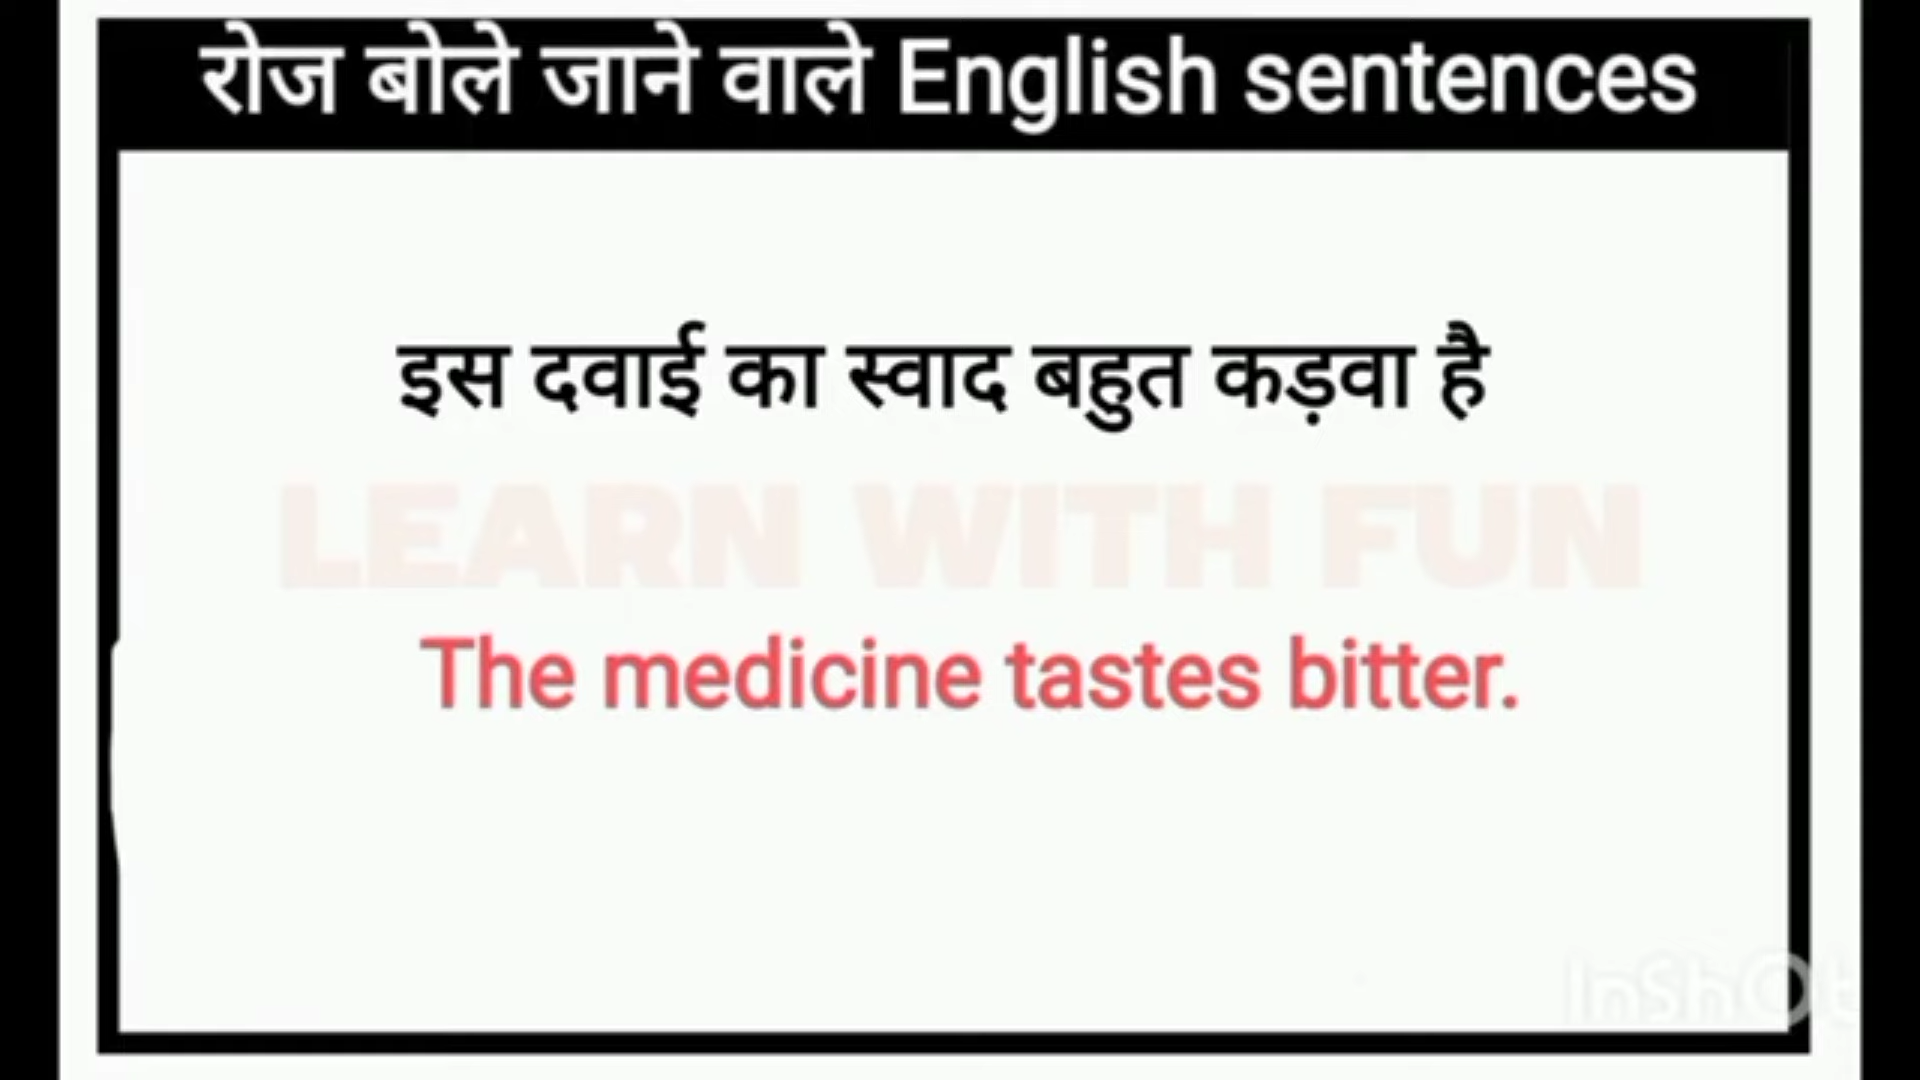 रोज बोले जाने वाले English sentences
इस दवाई का स्वाद बहुत कड़वा है
LEARN WITH FUN
The medicine tastes bitter.
InShOt